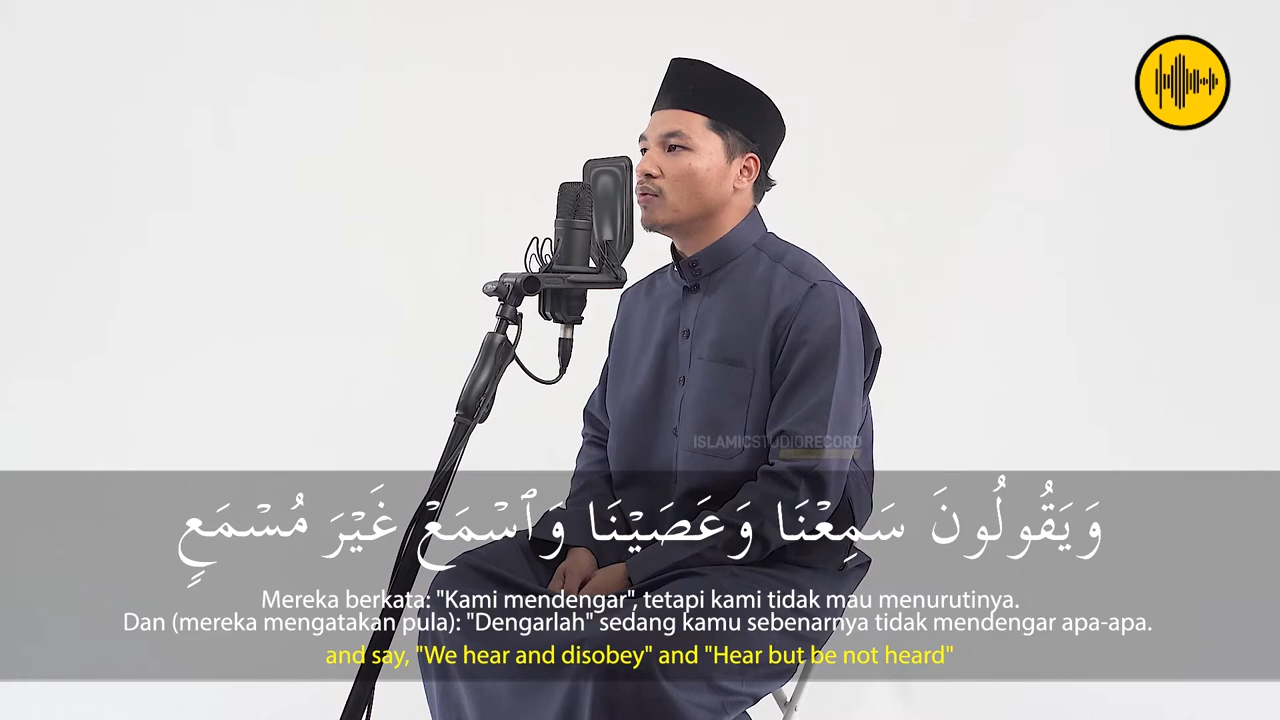 ISLAMICSTUDIORECORD
وَيَقُولُونَ سَمِعْنَا وَعَصَيْنَا وَٱسْمَعْ غَيْرَ مُسْمَعٍ
Mereka berkata: "Kami mendengar", tetapi kami tidak mau menurutinya.
Dan (mereka mengatakan pula): "Dengarlah" sedang kamu sebenarnya tidak mendengar apa-apa.
and say, "We hear and disobey" and "Hear but be not heard"